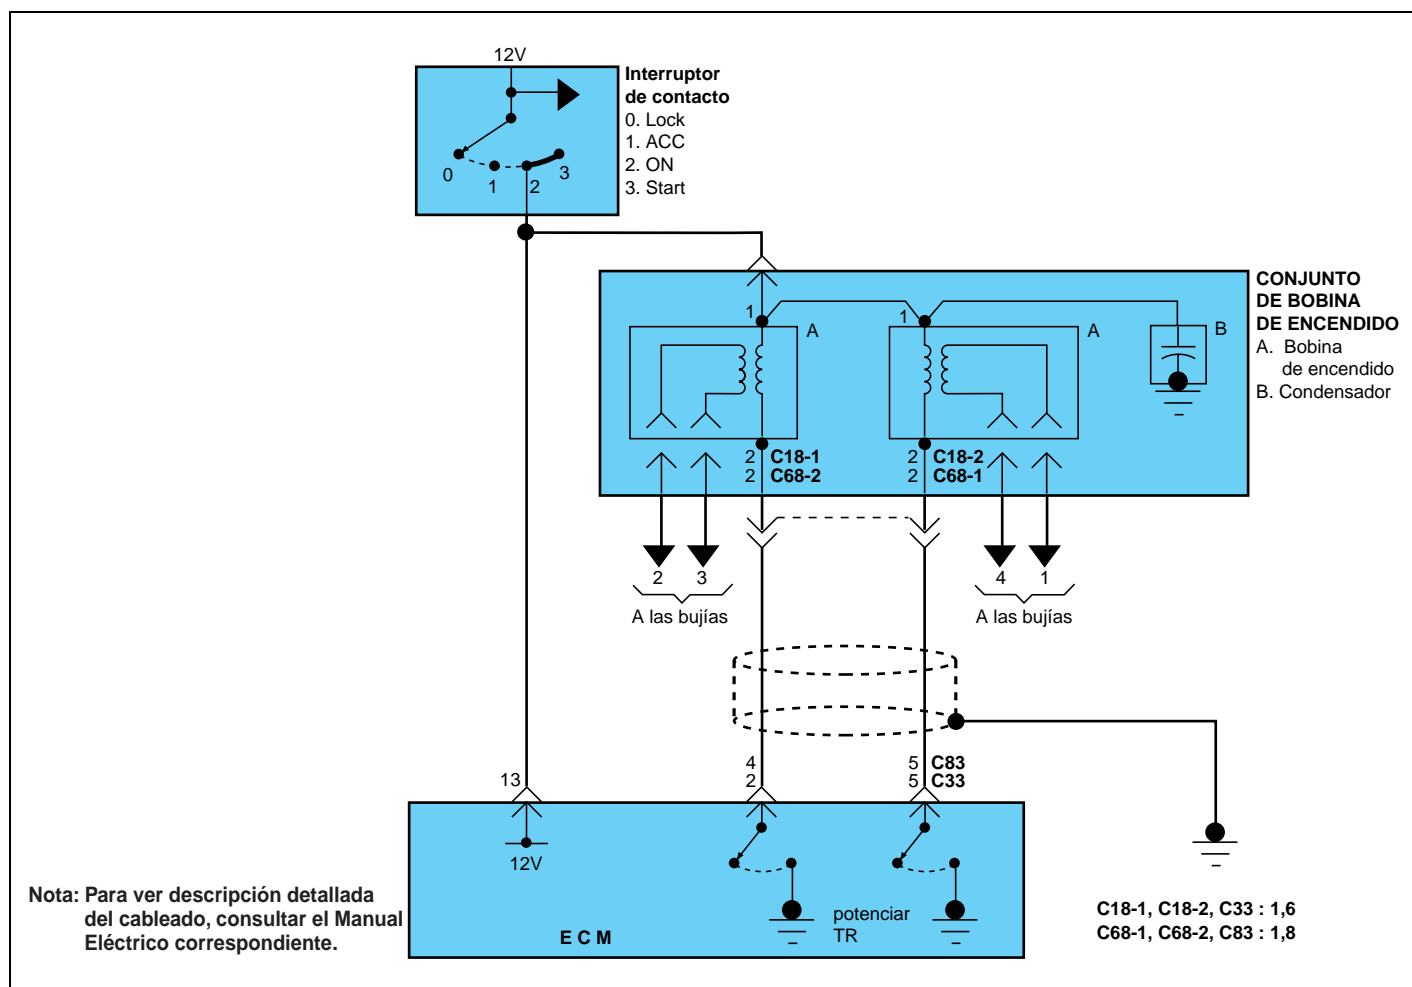 12V
Interruptor
de contacto
0. Lock
1. ACC
2. ON
3. Start
0
1
2
3
CONJUNTO
DE BOBINA
DE ENCENDIDO
A. Bobina
de encendido
B. Condensador
1
A
1
A
B
2 C18-1
2 C68-2
2 C18-2
2 C68-1
2
3
4
1
A las bujías
A las bujías
13
4
2
5 C83
5 C33
12V
potenciar
TR
E C M
Nota: Para ver descripción detallada
del cableado, consultar el Manual
Eléctrico correspondiente.
C18-1, C18-2, C33 : 1,6
C68-1, C68-2, C83 : 1,8